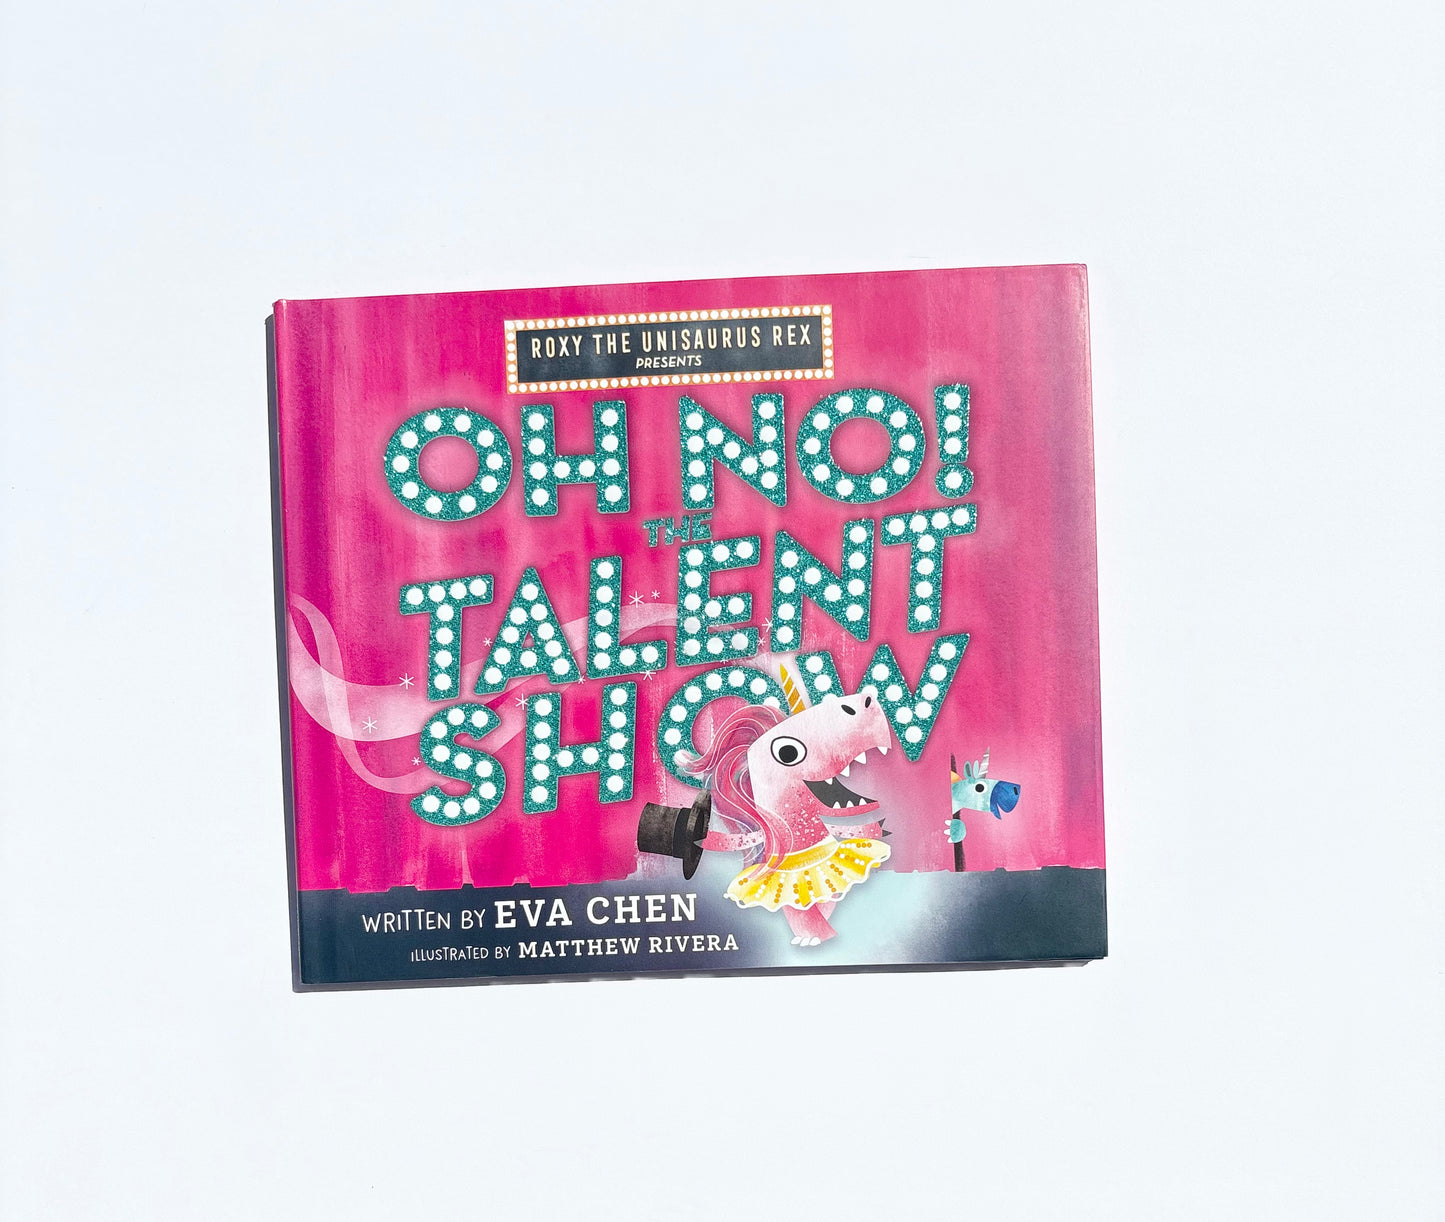 ROXY THE UNISAURUS REX
PRESENTS
OH NO!
THE
TALENT
SHOW
WRITTEN BY EVA CHEN
ILLUSTRATED BY MATTHEW RIVERA